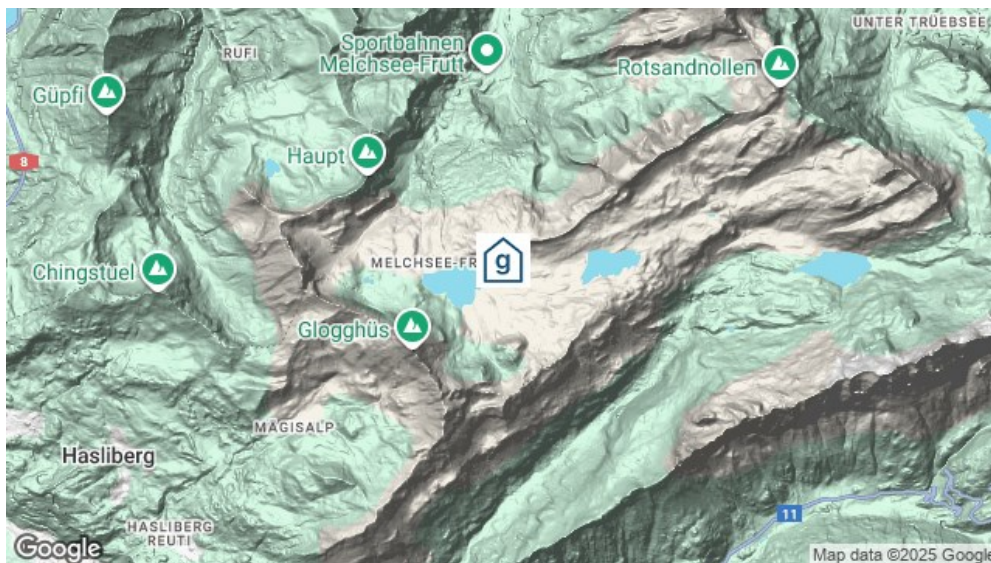 UNTER TRÜEBSEE
RUFI
Sportbahnen
Melchsee-Frutt
Rotsandnollen
Güpfi
Haupt
8
MELCHSEE-FR
g
Chingstuel
Glogghüs
MÄGISALP
Hasliberg
11
HASLIBERG
REUTI
Google
Map data ©2025 Google